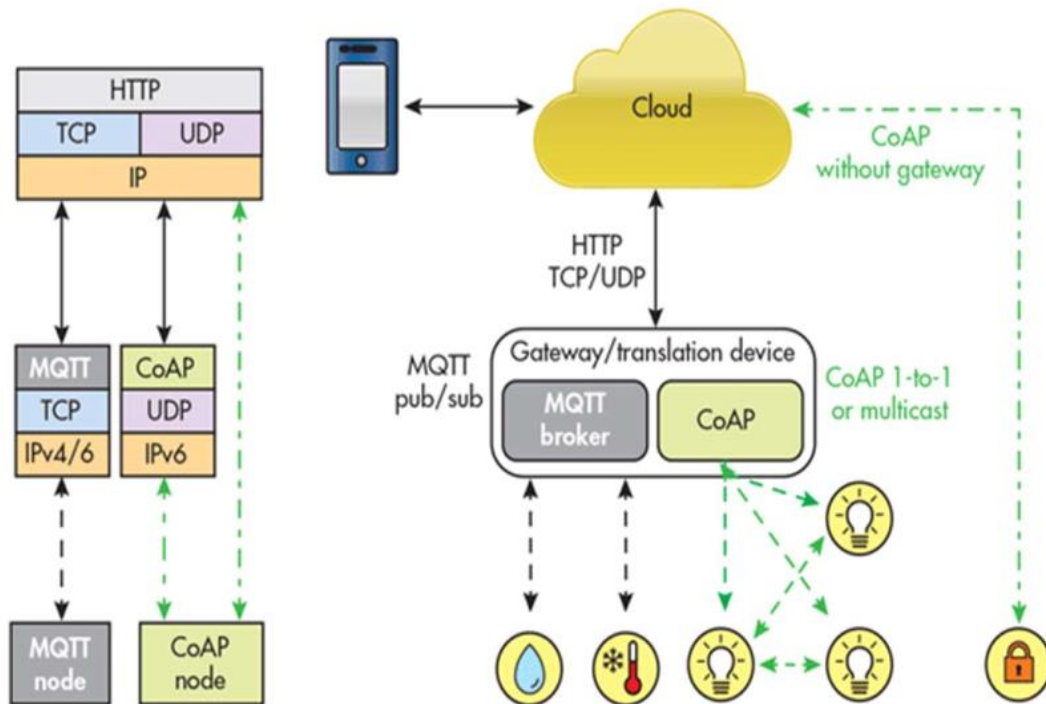 HTTP
TCP
UDP
IP
MQTT
TCP
IPv4/6
CoAP
UDP
IPv6
MQTT
node
CoAP
node
Cloud
CoAP
without gateway
HTTP
TCP/UDP
MQTT
pub/sub
Gateway/translation device
MQTT
broker
CoAP
CoAP 1-to-1
or multicast